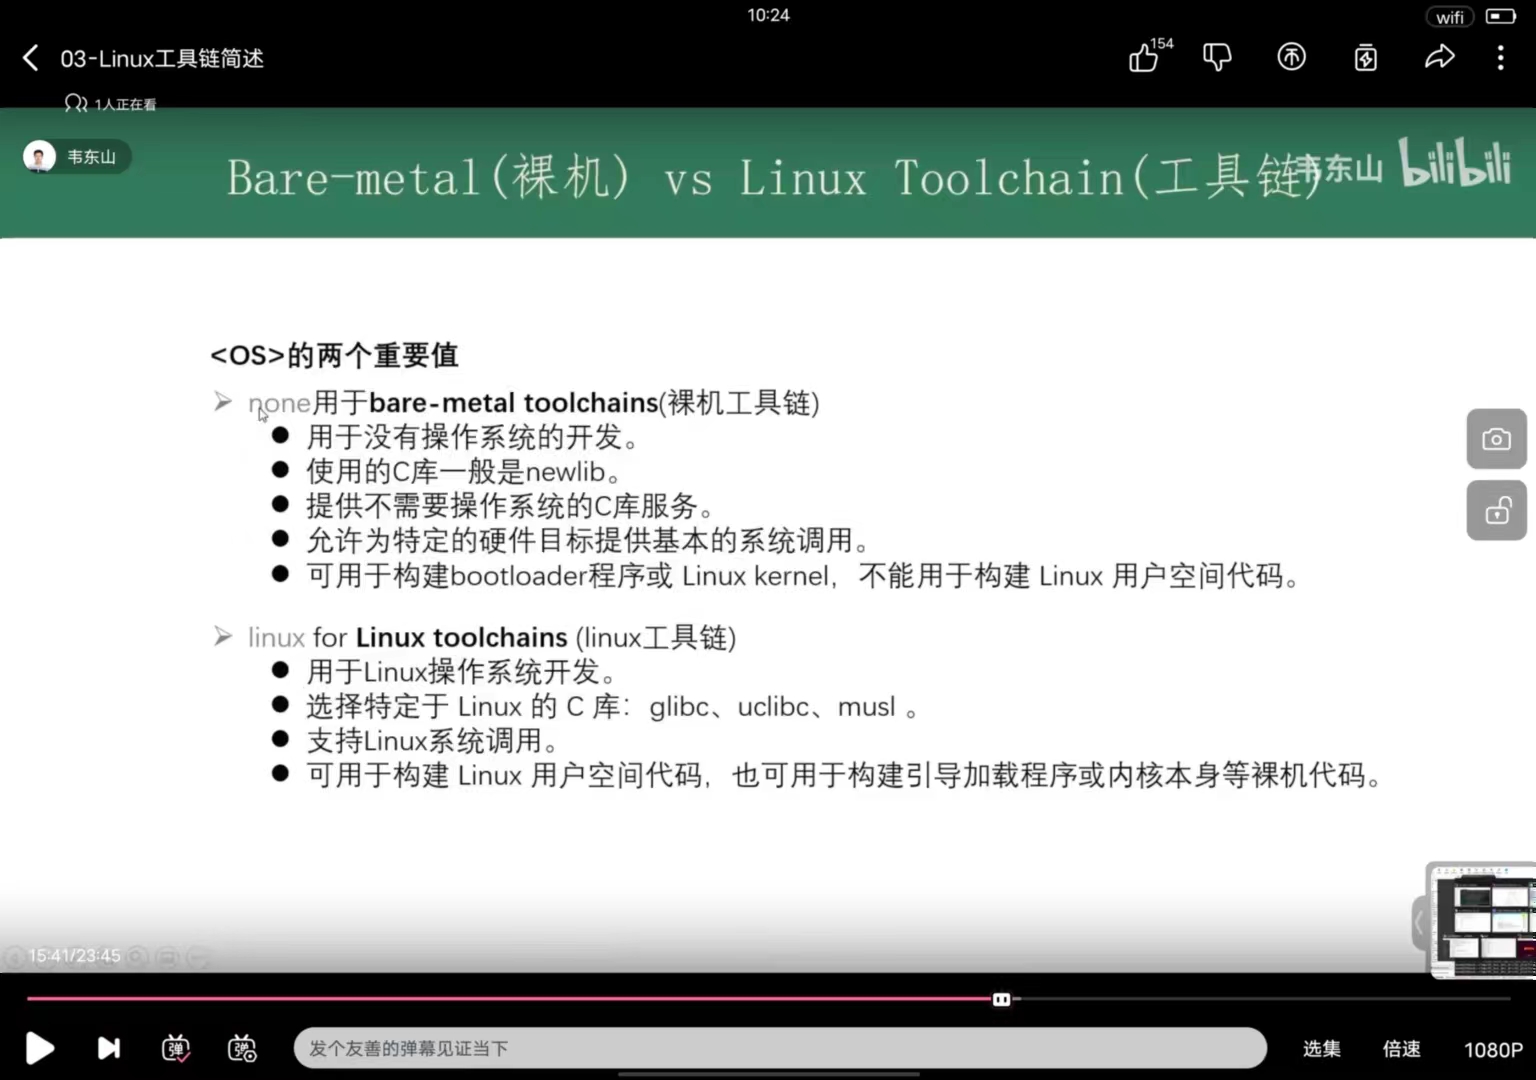 10:24
wifi
03-Linux工具链简述
154
1人正在看
韦东山
Bare-metal(裸机) vs Linux Toolchain(工具链)
韦东山 bilibili
<OS>的两个重要值
none用于bare-metal toolchains(裸机工具链)
用于没有操作系统的开发。
使用的C库一般是newlib。
提供不需要操作系统的C库服务。
允许为特定的硬件目标提供基本的系统调用。
可用于构建bootloader程序或 Linux kernel，不能用于构建 Linux 用户空间代码。
linux for Linux toolchains (linux工具链)
用于Linux操作系统开发。
选择特定于 Linux 的 C 库：glibc、uclibc、musl 。
支持Linux系统调用。
可用于构建 Linux 用户空间代码，也可用于构建引导加载程序或内核本身等裸机代码。
15:41/23:45
弹
弹
发个友善的弹幕见证当下
选集
倍速
1080P